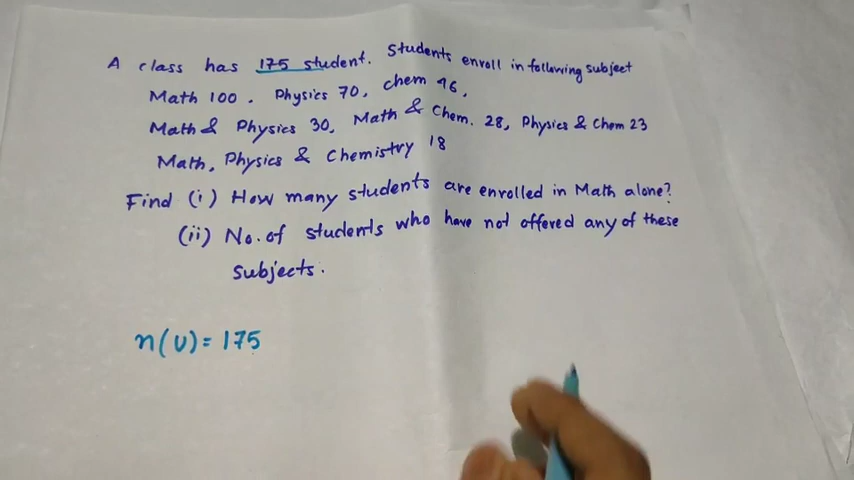 A class has 175 student. Students enroll in following subject
Math 100. Physics 70, chem 46,
Math & Physics 30, Math & Chem. 28, Physics & Chem 23
Math, Physics & Chemistry 18
Find (i) How many students are enrolled in Math alone?
(ii) No. of students who have not offered any of these
subjects.
n(U) = 175